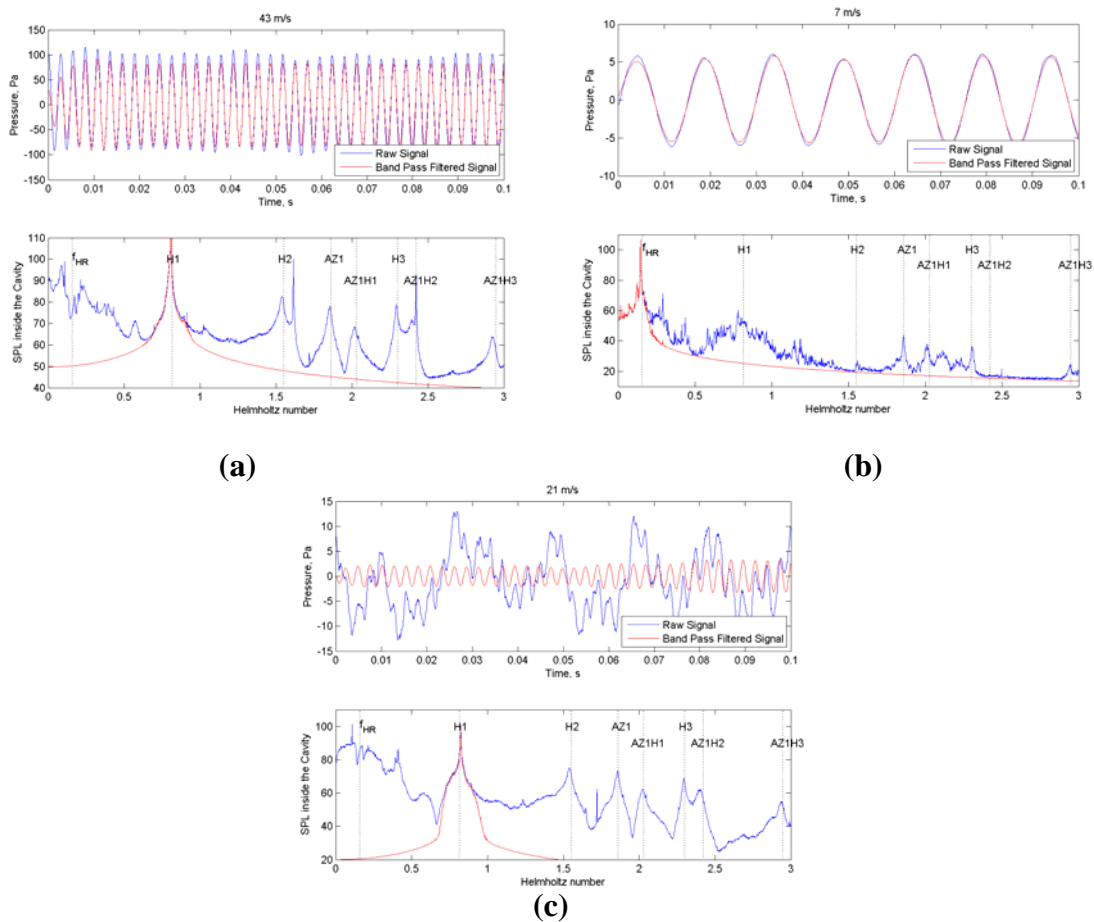 43 m/s
150
100
50
0
-50
-100
-150
Pressure, Pa
Raw Signal
Band Pass Filtered Signal
0 0.01 0.02 0.03 0.04 0.05 0.06 0.07 0.08 0.09 0.1
Time, s
110
100
90
80
70
60
50
40
SPL inside the Cavity
fHR H1 H2 AZ1 AZ1H1 H3 AZ1H2 AZ1H3
0 0.5 1 1.5 2 2.5 3
Helmholtz number
(a)
7 m/s
10
5
0
-5
-10
Pressure, Pa
Raw Signal
Band Pass Filtered Signal
0 0.01 0.02 0.03 0.04 0.05 0.06 0.07 0.08 0.09 0.1
Time, s
100
80
60
40
20
SPL inside the Cavity
fHR H1 H2 AZ1 AZ1H1 H3 AZ1H2 AZ1H3
0 0.5 1 1.5 2 2.5 3
Helmholtz number
(b)
21 m/s
15
10
5
0
-5
-10
-15
Pressure, Pa
Raw Signal
Band Pass Filtered Signal
0 0.01 0.02 0.03 0.04 0.05 0.06 0.07 0.08 0.09 0.1
Time, s
100
80
60
40
20
SPL inside the Cavity
fHR H1 H2 AZ1 AZ1H1 H3 AZ1H2 AZ1H3
0 0.5 1 1.5 2 2.5 3
Helmholtz number
(c)